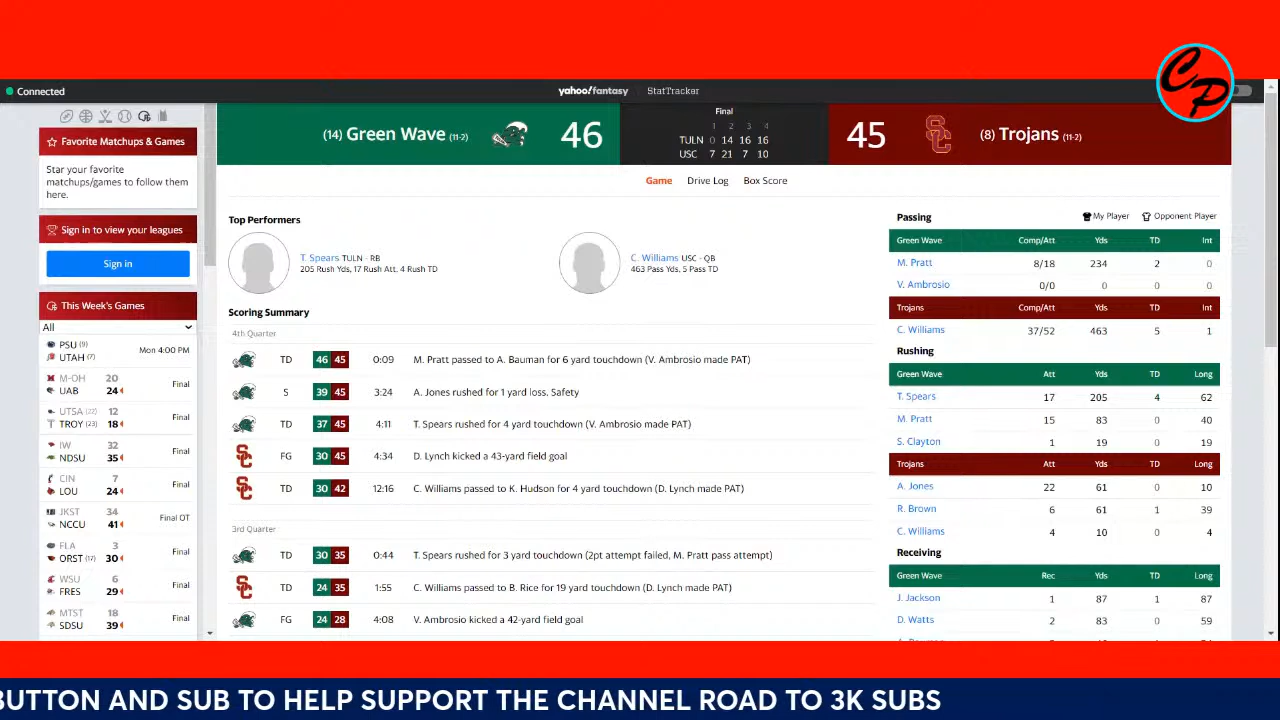 CP
Connected
yahoo!fantasy StatTracker
Favorite Matchups & Games
Star your favorite
matchups/games to follow them
here.
Sign in to view your leagues
Sign in
This Week's Games
All
PSU (9)
UTAH (7)
Mon 4:00 PM
M-OH 20
UAB 24
Final
UTSA (22) 12
TROY (23) 18
Final
IW 32
NDSU 35
Final
CIN 7
LOU 24
Final
JKST 34
NCCU 41
Final OT
FLA 3
ORST (17) 30
Final
WSU 6
FRES 29
Final
MTST 18
SDSU 39
Final
(14) Green Wave (11-2) 46
Final
1 2 3 4
TULN 0 14 16 16
USC 7 21 7 10
45 SC (8) Trojans (11-2)
Game Drive Log Box Score
Top Performers
T. Spears TULN - RB
205 Rush Yds, 17 Rush Att, 4 Rush TD
C. Williams USC - QB
463 Pass Yds, 5 Pass TD
Scoring Summary
4th Quarter
TD 46 45 0:09 M. Pratt passed to A. Bauman for 6 yard touchdown (V. Ambrosio made PAT)
S 39 45 3:24 A. Jones rushed for 1 yard loss. Safety
TD 37 45 4:11 T. Spears rushed for 4 yard touchdown (V. Ambrosio made PAT)
SC FG 30 45 4:34 D. Lynch kicked a 43-yard field goal
SC TD 30 42 12:16 C. Williams passed to K. Hudson for 4 yard touchdown (D. Lynch made PAT)
3rd Quarter
TD 30 35 0:44 T. Spears rushed for 3 yard touchdown (2pt attempt failed, M. Pratt pass attempt)
SC TD 24 35 1:55 C. Williams passed to B. Rice for 19 yard touchdown (D. Lynch made PAT)
FG 24 28 4:08 V. Ambrosio kicked a 42-yard field goal
Passing My Player Opponent Player
Green Wave Comp/Att Yds TD Int
M. Pratt 8/18 234 2 0
V. Ambrosio 0/0 0 0 0
Trojans Comp/Att Yds TD Int
C. Williams 37/52 463 5 1
Rushing
Green Wave Att Yds TD Long
T. Spears 17 205 4 62
M. Pratt 15 83 0 40
S. Clayton 1 19 0 19
Trojans Att Yds TD Long
A. Jones 22 61 0 10
R. Brown 6 61 1 39
C. Williams 4 10 0 4
Receiving
Green Wave Rec Yds TD Long
J. Jackson 1 87 1 87
D. Watts 2 83 0 59
BUTTON AND SUB TO HELP SUPPORT THE CHANNEL ROAD TO 3K SUBS